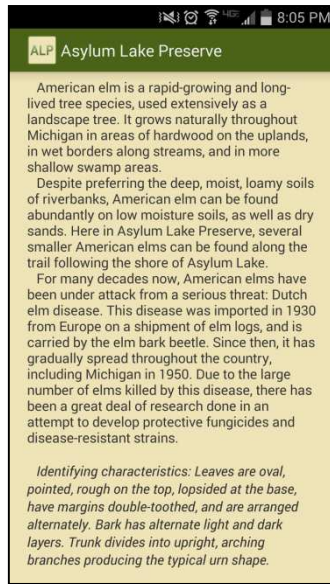 4G LTE 8:05 PM
ALP Asylum Lake Preserve
American elm is a rapid-growing and long-
lived tree species, used extensively as a
landscape tree. It grows naturally throughout
Michigan in areas of hardwood on the uplands,
in wet borders along streams, and in more
shallow swamp areas.
Despite preferring the deep, moist, loamy soils
of riverbanks, American elm can be found
abundantly on low moisture soils, as well as dry
sands. Here in Asylum Lake Preserve, several
smaller American elms can be found along the
trail following the shore of Asylum Lake.
For many decades now, American elms have
been under attack from a serious threat: Dutch
elm disease. This disease was imported in 1930
from Europe on a shipment of elm logs, and is
carried by the elm bark beetle. Since then, it has
gradually spread throughout the country,
including Michigan in 1950. Due to the large
number of elms killed by this disease, there has
been a great deal of research done in an
attempt to develop protective fungicides and
disease-resistant strains.
Identifying characteristics: Leaves are oval,
pointed, rough on the top, lopsided at the base,
have margins double-toothed, and are arranged
alternately. Bark has alternate light and dark
layers. Trunk divides into upright, arching
branches producing the typical urn shape.